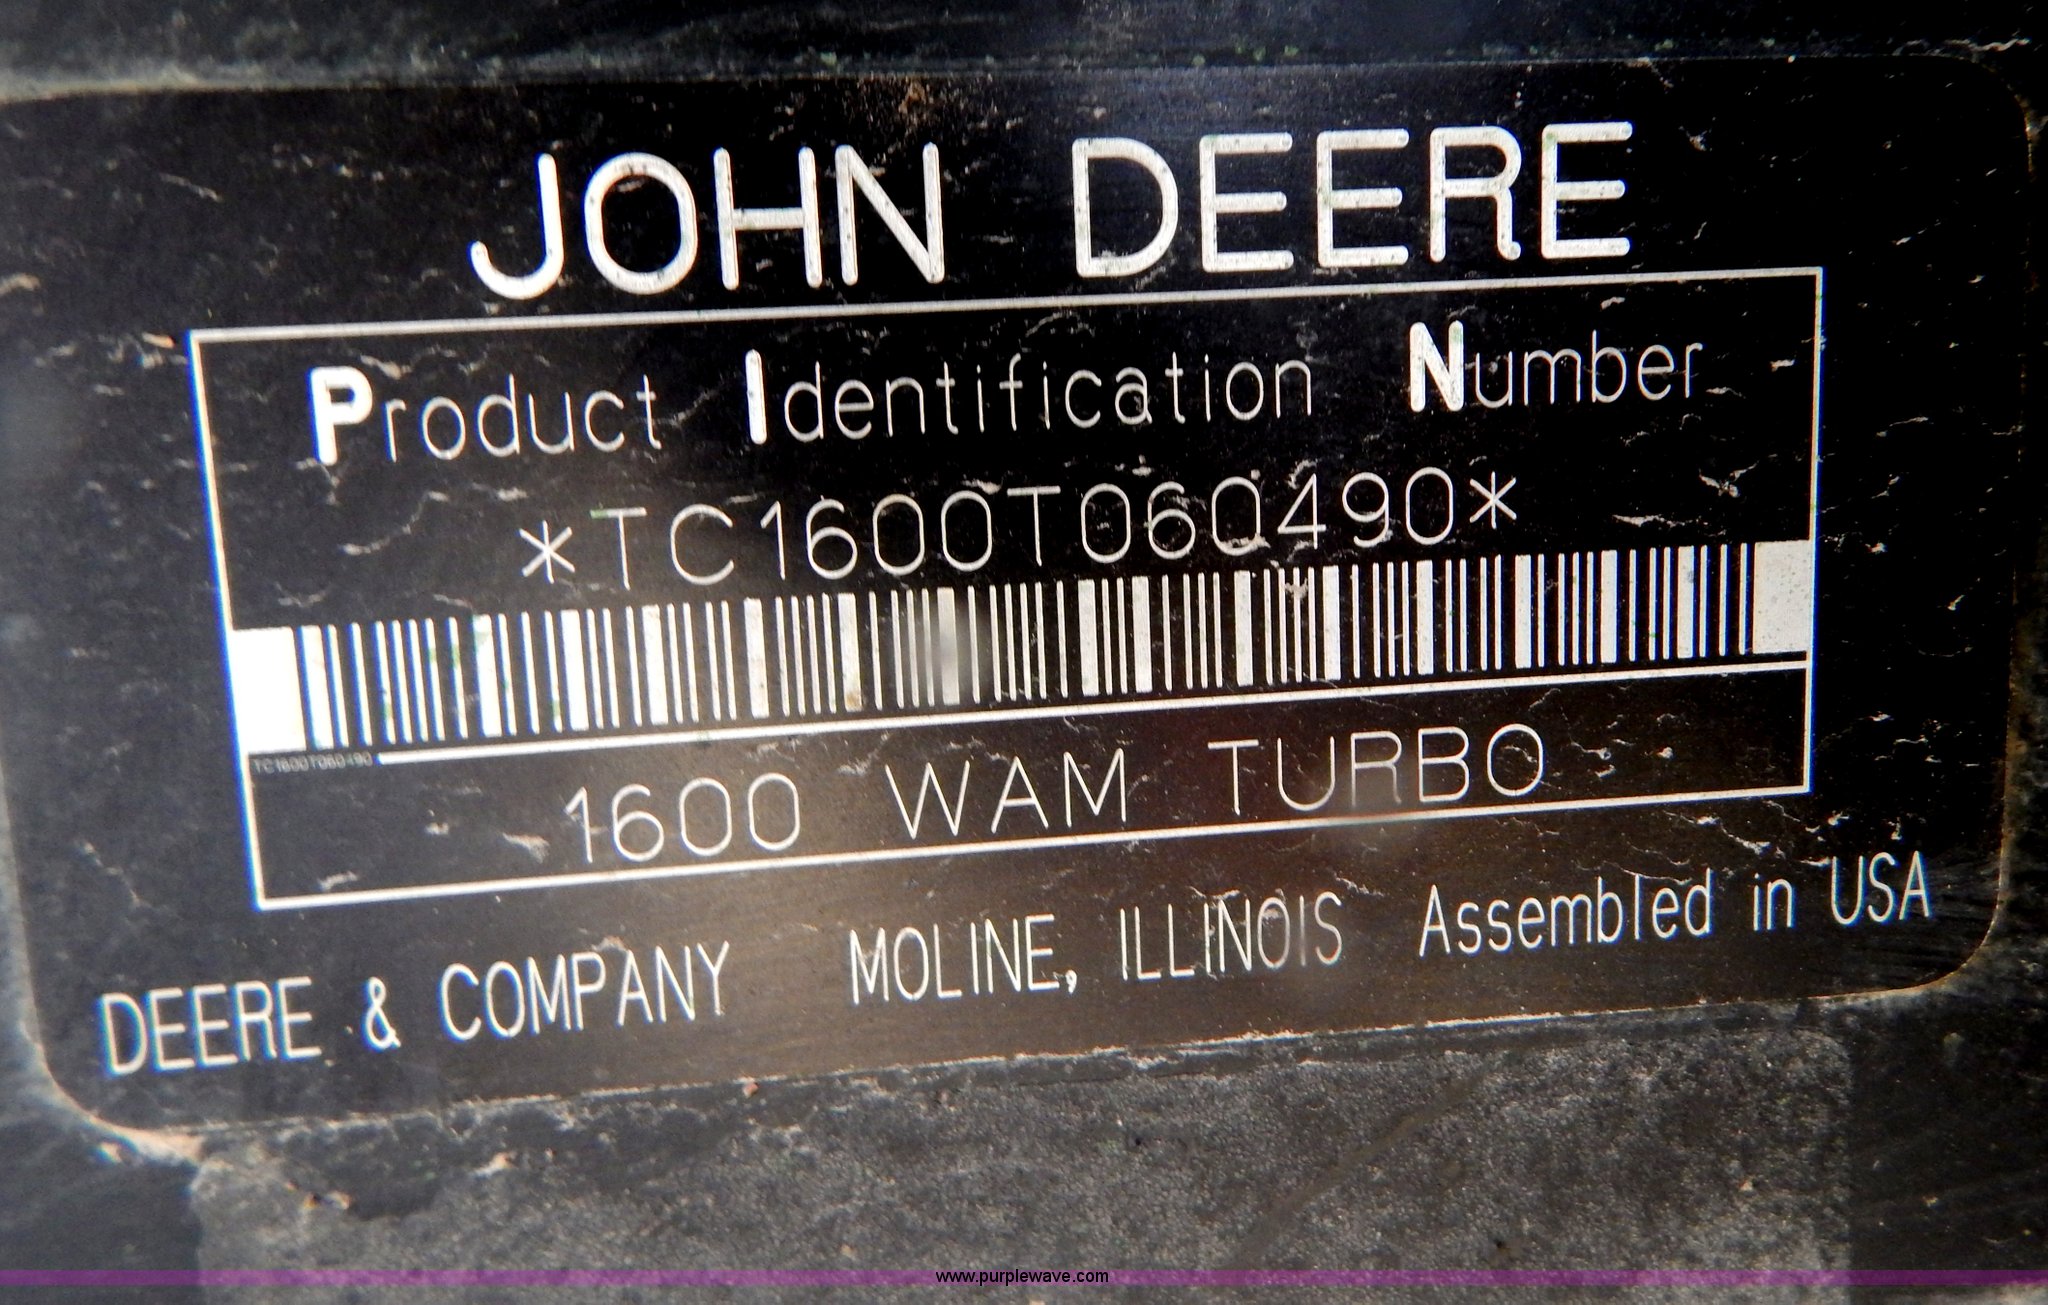 JOHN DEERE
Product Identification Number
*TC1600T060490*
TC1600T060490
1600 WAM TURBO
DEERE & COMPANY MOLINE, ILLINOIS Assembled in USA
www.purplewave.com